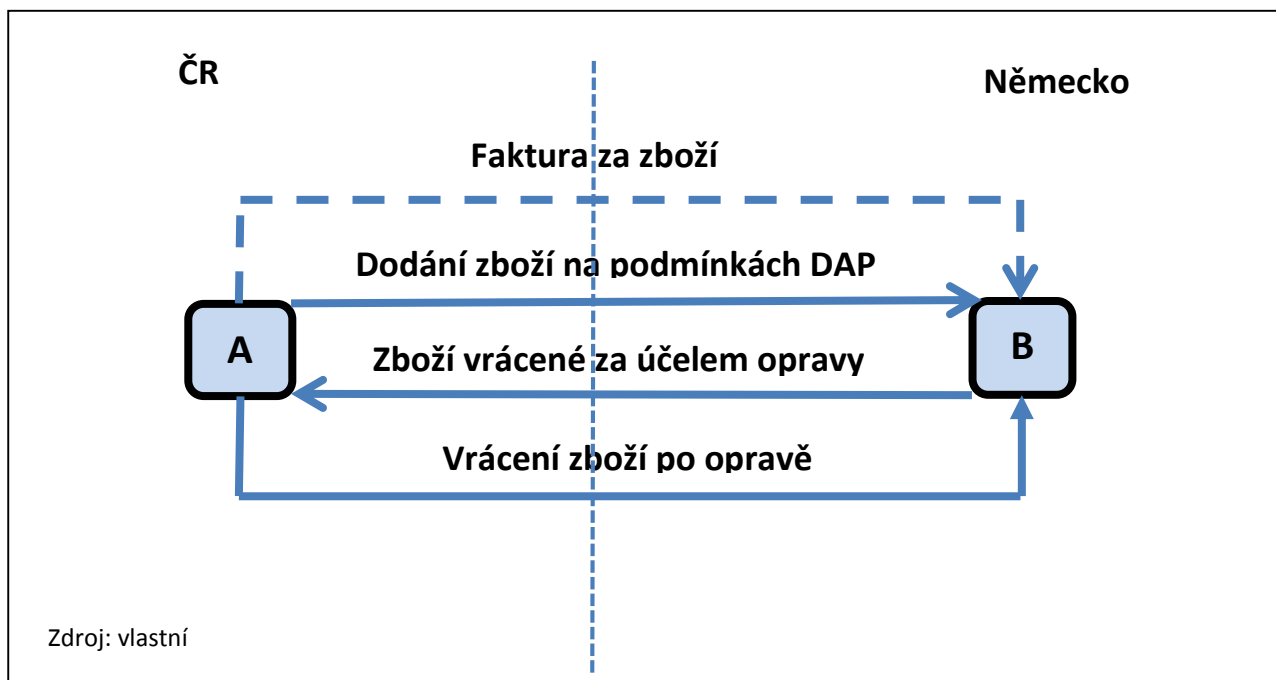 ČR
Německo
Faktura za zboží
Dodání zboží na podmínkách DAP
A
B
Zboží vrácené za účelem opravy
Vrácení zboží po opravě
Zdroj: vlastní